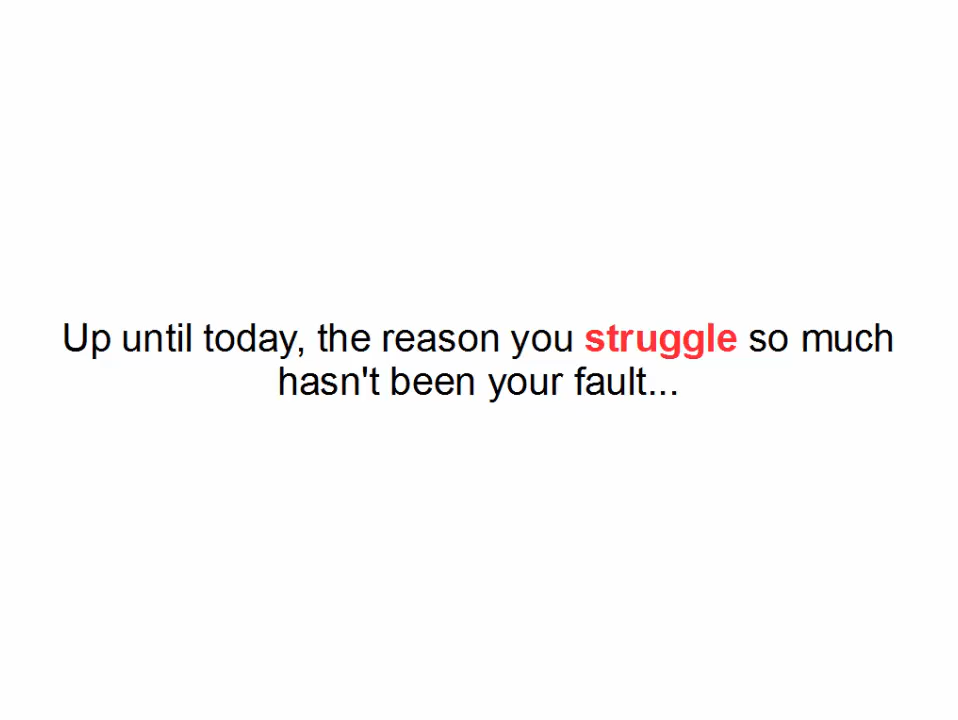 Up until today, the reason you struggle so much
hasn't been your fault...